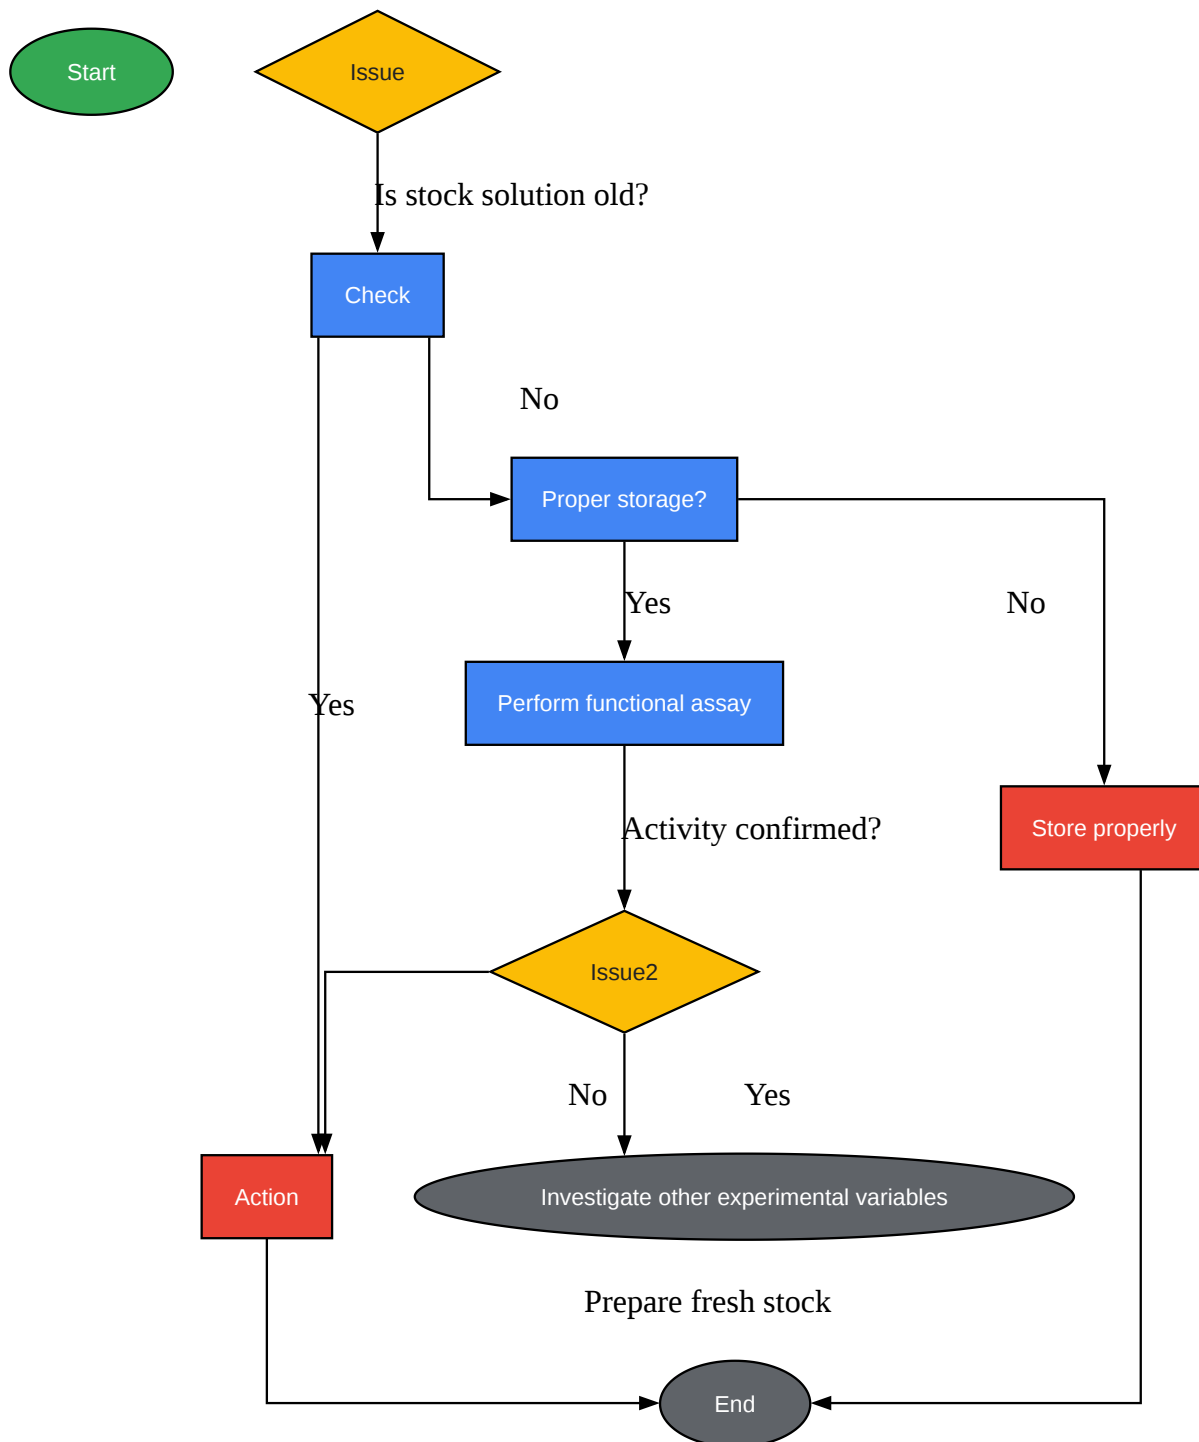 Start
Issue
Is stock solution old?
Check
No
Proper storage?
Yes
No
Perform functional assay
Yes
Activity confirmed?
Store properly
Issue2
No
Yes
Action
Investigate other experimental variables
Prepare fresh stock
End